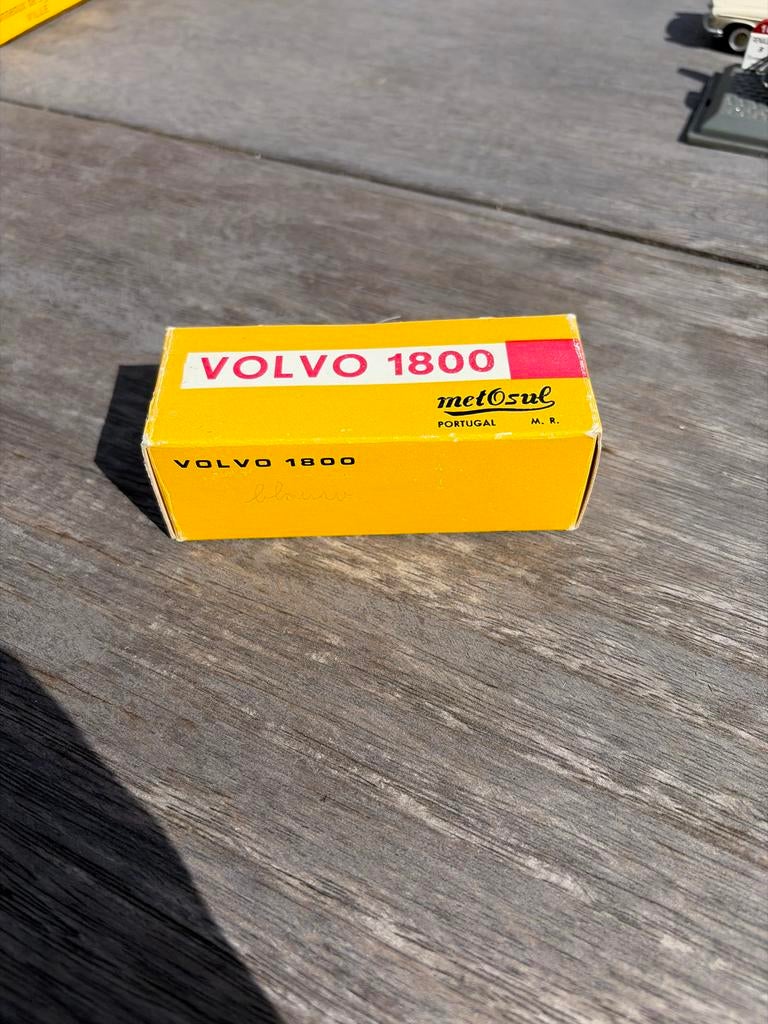 VOLVO 1800
metOsul
PORTUGAL M. R.
VOLVO 1800